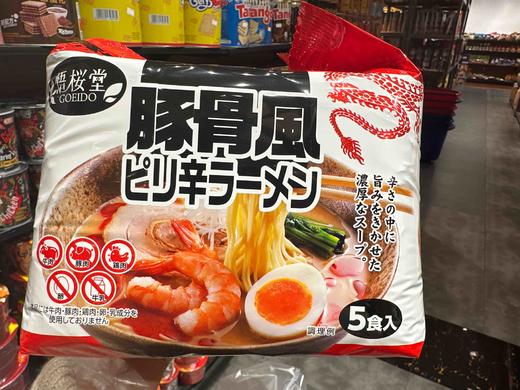 悟桜堂
GOEIDO
豚骨風
ピリ辛ラーメン
辛さの中に
旨みをきかせた
濃厚なスープ。
牛肉
豚肉
鶏肉
卵
牛乳
本品には牛肉・豚肉・鶏肉・卵・乳成分を
使用しておりません
調理例
5食入